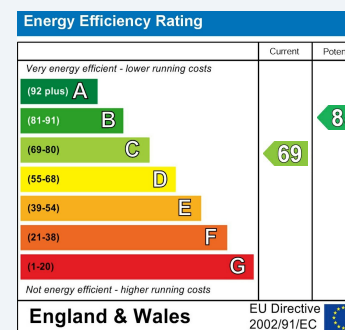 Energy Efficiency Rating
Current
Very energy efficient - lower running costs
(92 plus) A
(81-91) B
(69-80) C
69
(55-68) D
(39-54) E
(21-38) F
(1-20) G
Not energy efficient - higher running costs
England & Wales
EU Directive
2002/91/EC